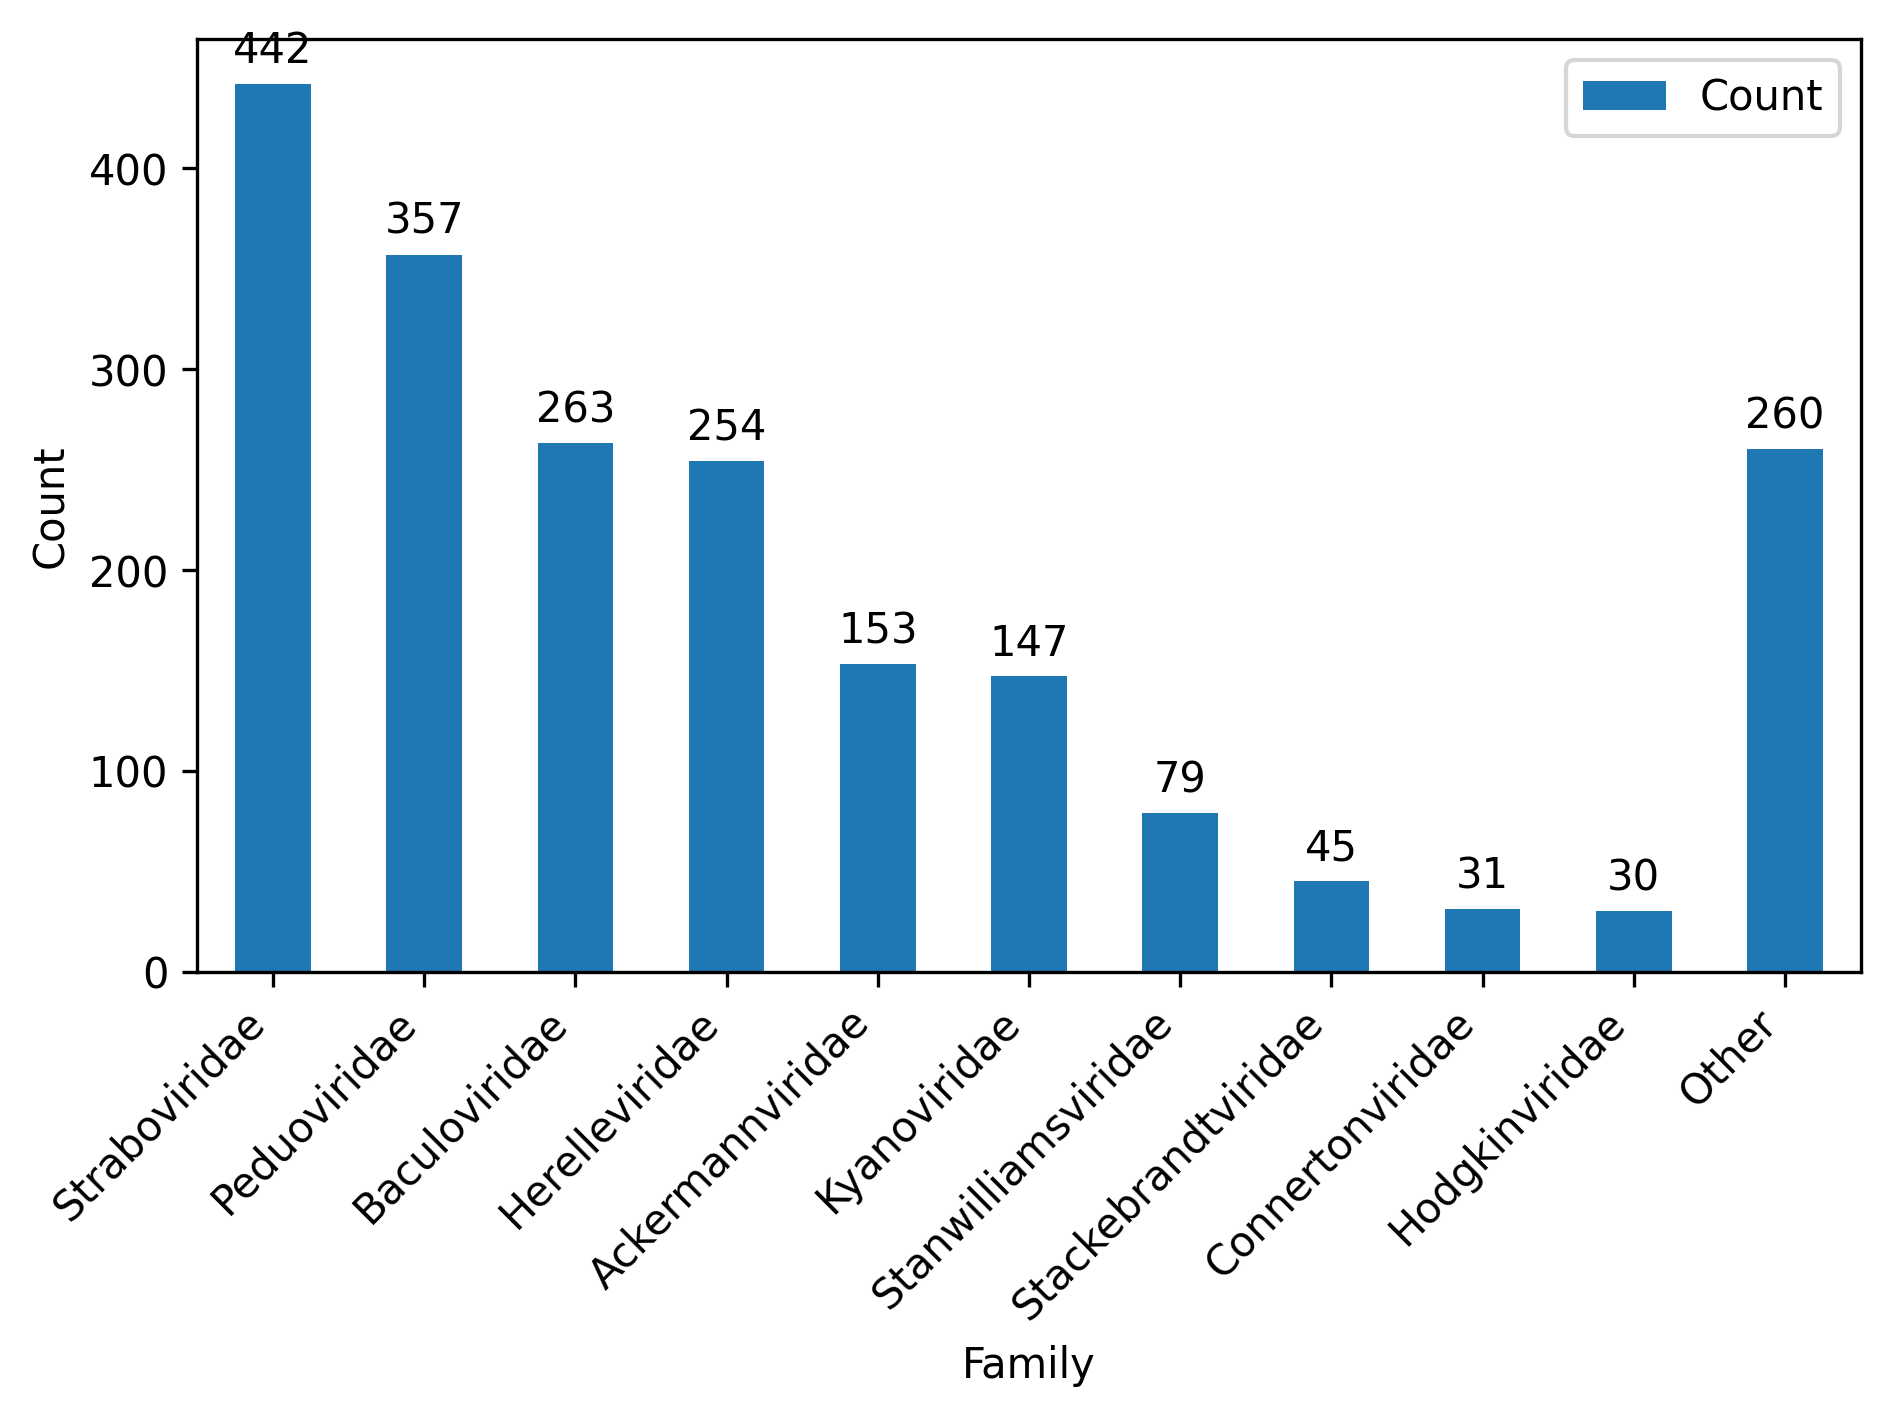 442
Count
400
357
300
263
254
260
Count
200
153
147
100
79
45
31
30
0
Straboviridae
Peduoviridae
Baculoviridae
Herelleviridae
Ackermannviridae
Kyanoviridae
Stanwilliamsviridae
Stackebrandtviridae
Connertonviridae
Hodgkinviridae
Other
Family